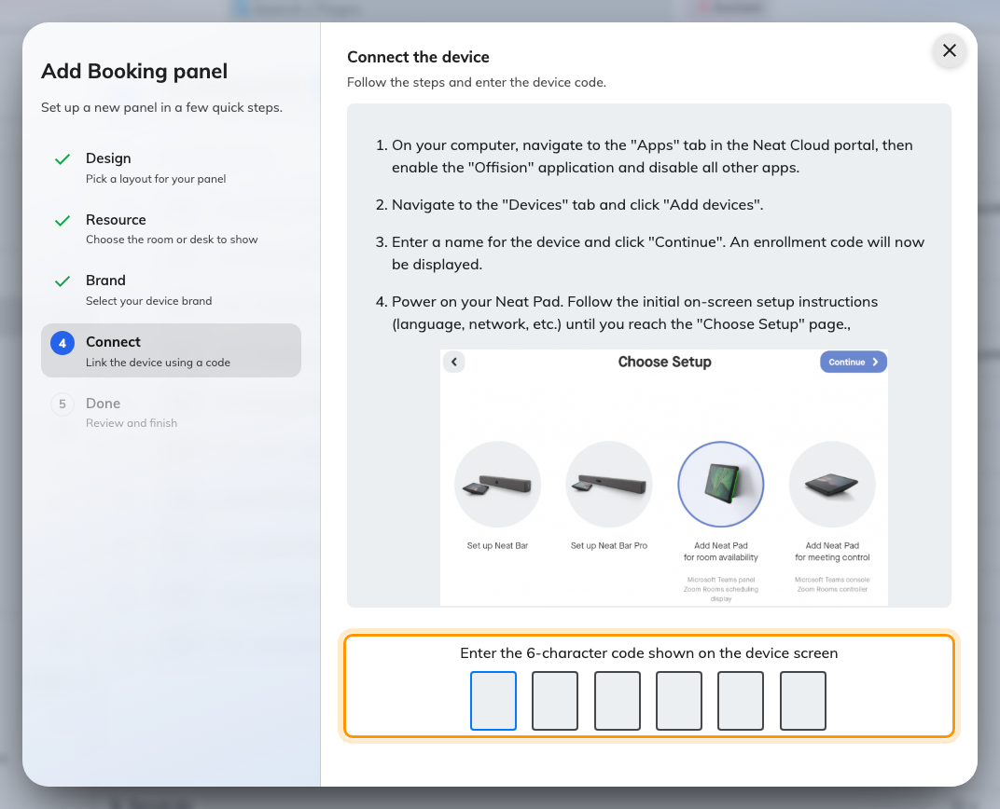 Add Booking panel
Set up a new panel in a few quick steps.
Design
Pick a layout for your panel
Resource
Choose the room or desk to show
Brand
Select your device brand
4
Connect
Link the device using a code
5
Done
Review and finish
Connect the device
Follow the steps and enter the device code.
1. On your computer, navigate to the "Apps" tab in the Neat Cloud portal, then
enable the "Offision" application and disable all other apps.
2. Navigate to the "Devices" tab and click "Add devices".
3. Enter a name for the device and click "Continue". An enrollment code will now
be displayed.
4. Power on your Neat Pad. Follow the initial on-screen setup instructions
(language, network, etc.) until you reach the "Choose Setup" page.,
Choose Setup
Continue
Set up Neat Bar
Set up Neat Bar Pro
Add Neat Pad
for room availability
Microsoft Teams panel
Zoom Rooms scheduling
display
Add Neat Pad
for meeting control
Microsoft Teams console
Zoom Rooms controller
Enter the 6-character code shown on the device screen